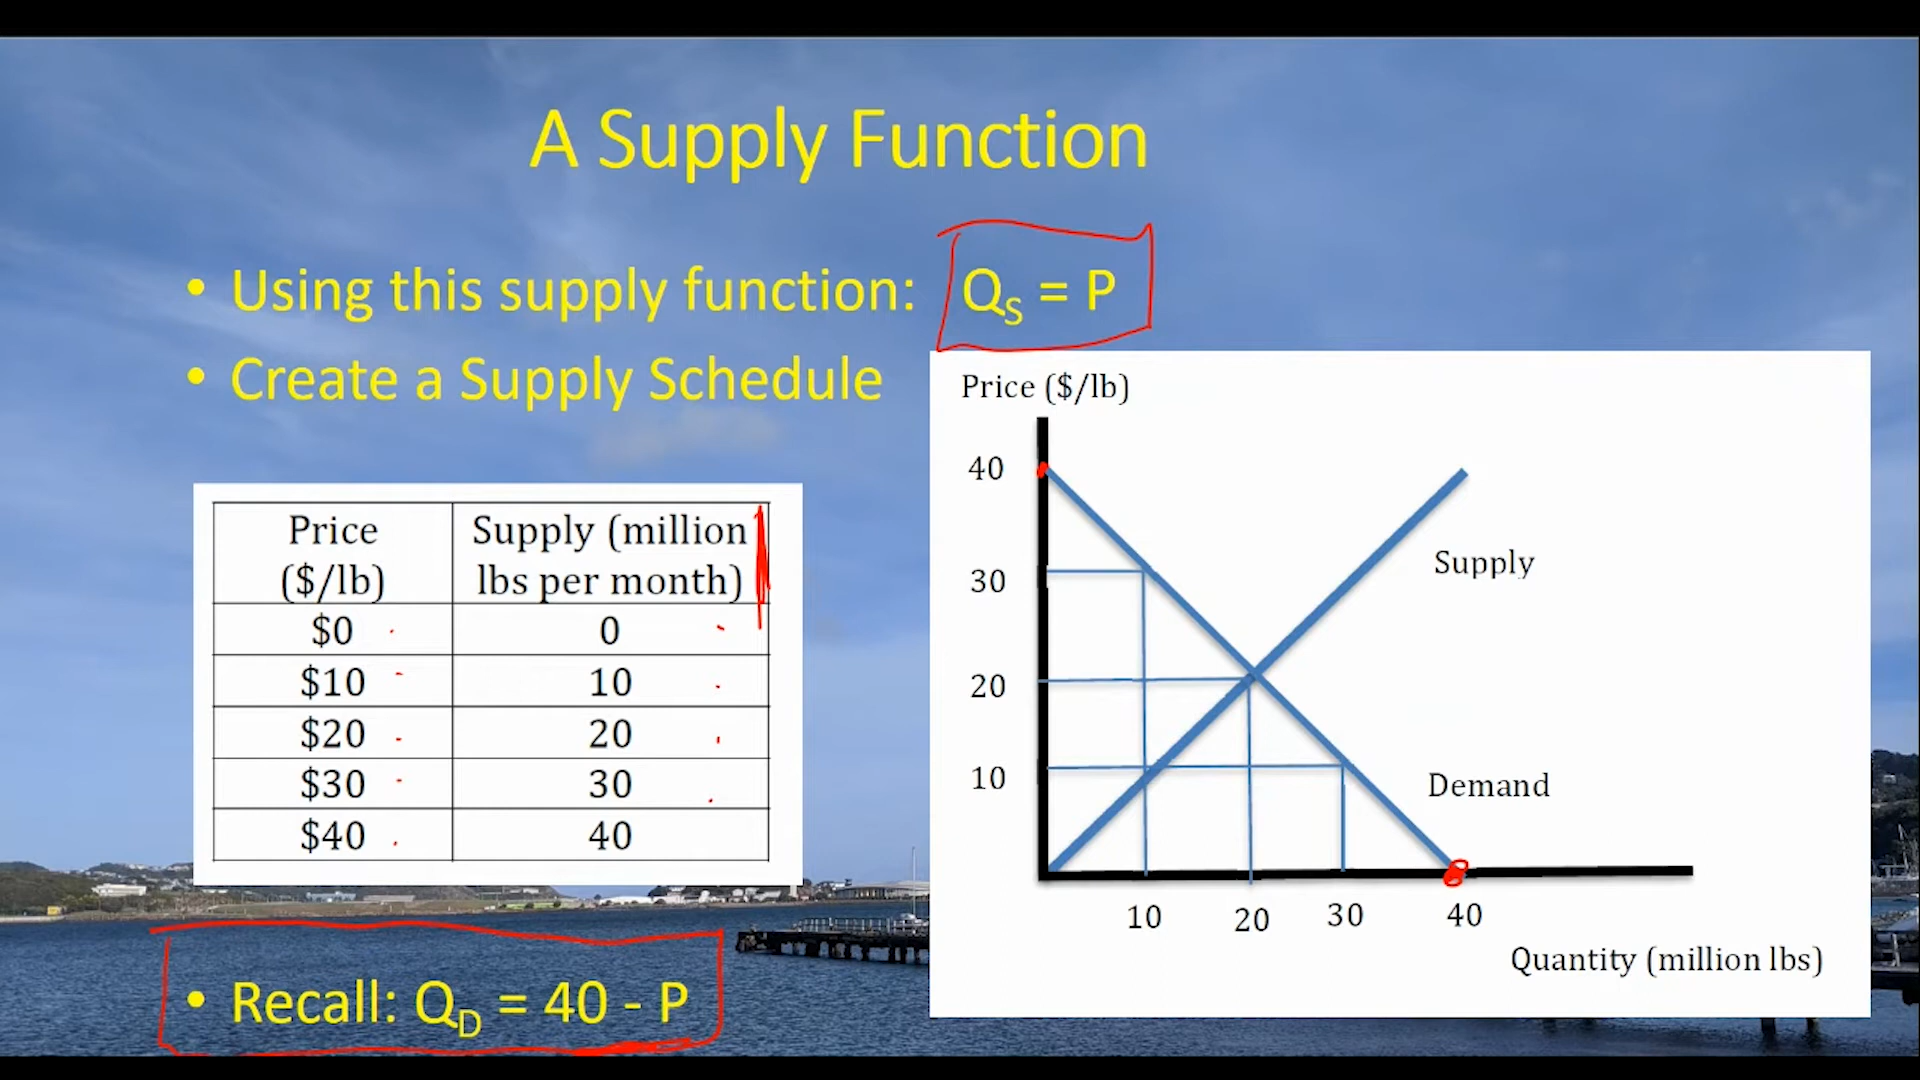 A Supply Function
• Using this supply function: Q_S = P
• Create a Supply Schedule
Price ($/lb)
Supply (million lbs per month)
$0 0
$10 10
$20 20
$30 30
$40 40
• Recall: Q_D = 40 - P
Price ($/lb)
40
30
20
10
Supply
Demand
10 20 30 40
Quantity (million lbs)